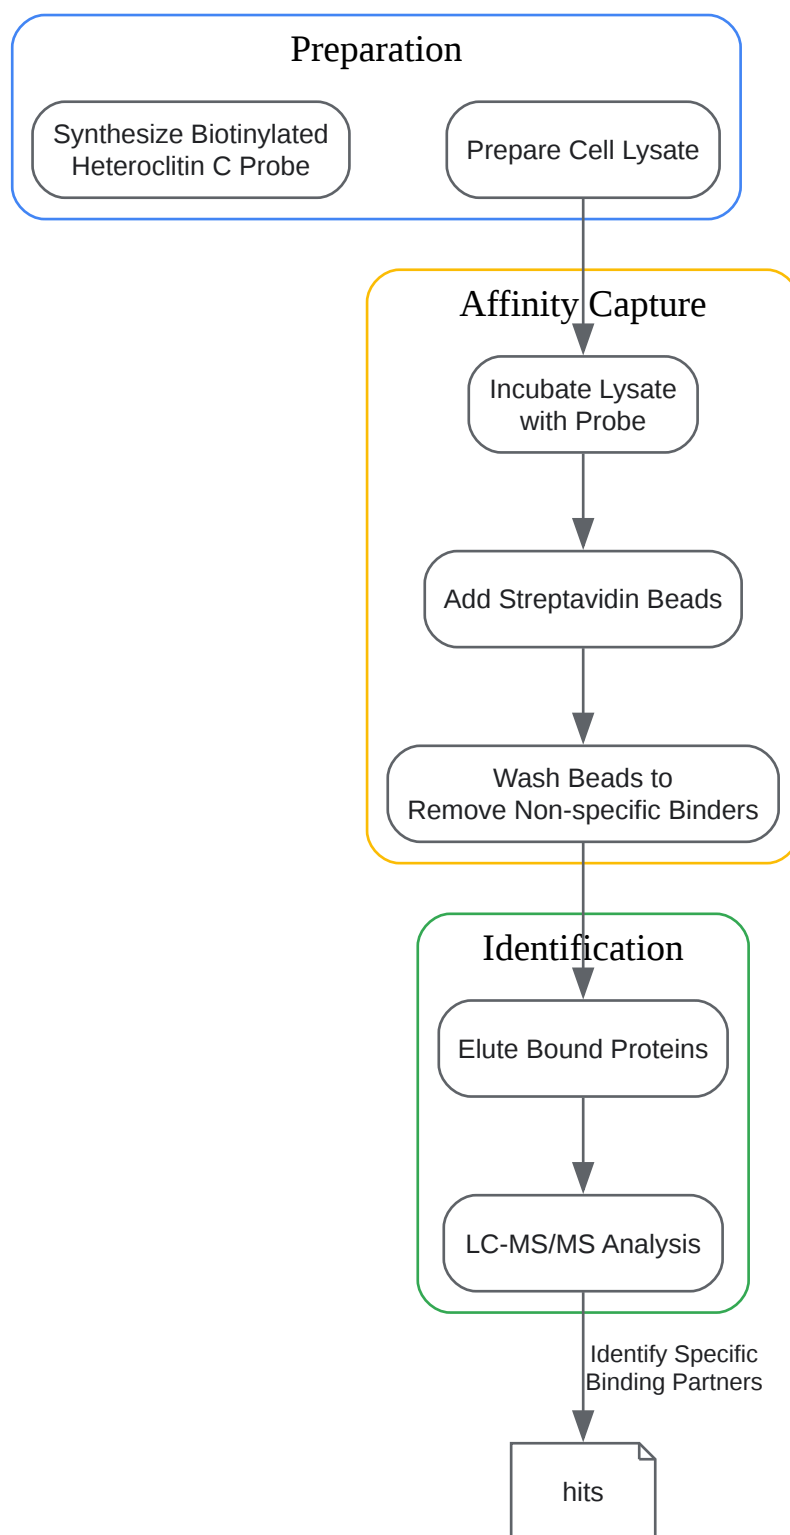 Preparation
Synthesize Biotinylated
Heteroclitin C Probe
Prepare Cell Lysate
Affinity Capture
Incubate Lysate
with Probe
Add Streptavidin Beads
Wash Beads to
Remove Non-specific Binders
Identification
Elute Bound Proteins
LC-MS/MS Analysis
Identify Specific
Binding Partners
hits